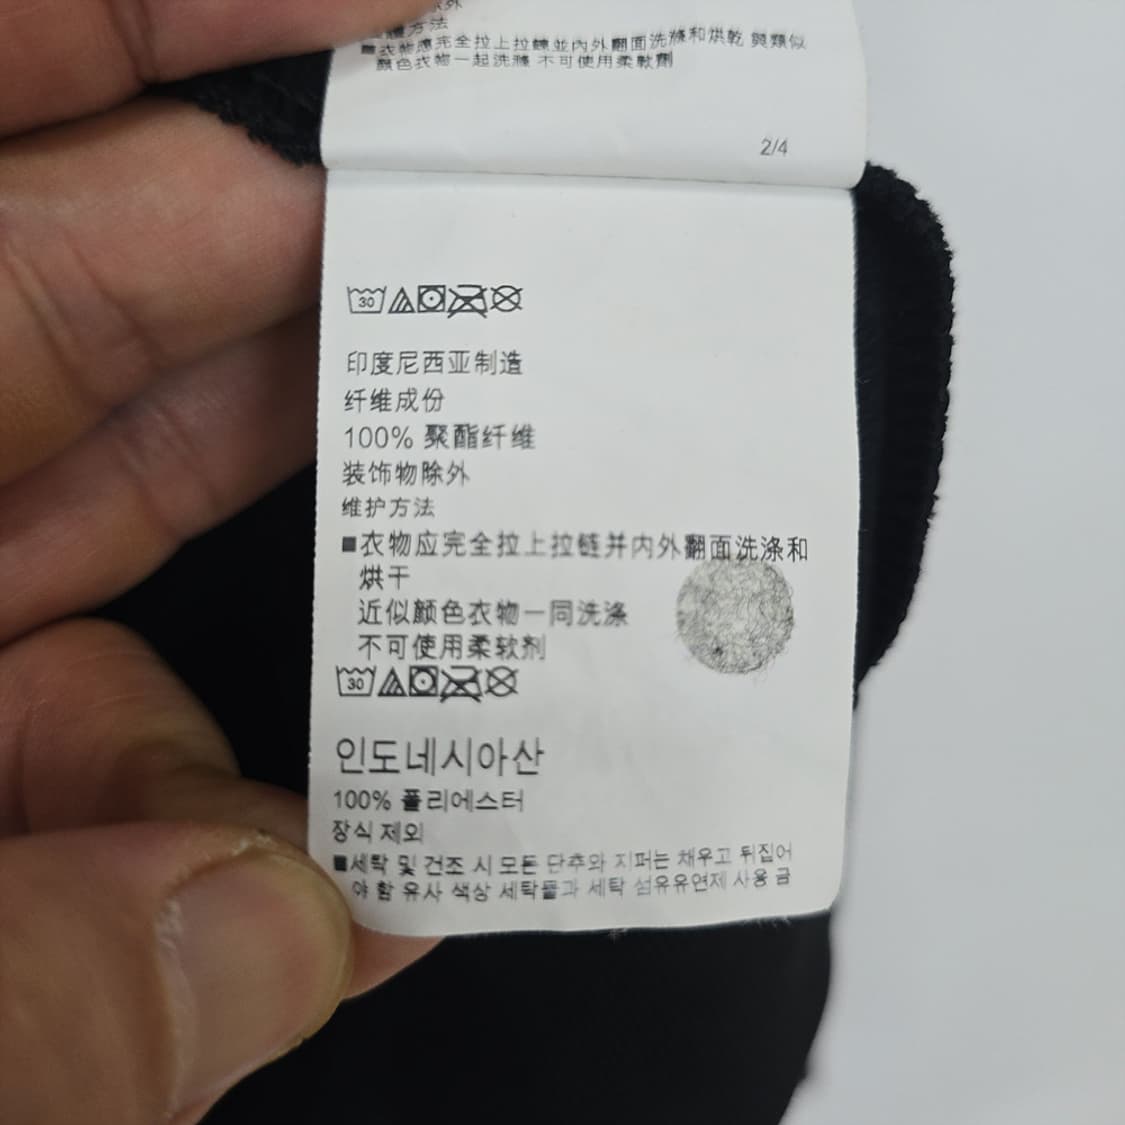 除外
方法
■衣物應完全拉上拉鍊並內外翻面洗滌和烘乾 與類似
顏色衣物一起洗滌 不可使用柔軟劑
2/4
30
印度尼西亚制造
纤维成份
100% 聚酯纤维
装饰物除外
维护方法
■衣物应完全拉上拉链并内外翻面洗涤和
烘干
近似颜色衣物一同洗涤
不可使用柔软剂
30
인도네시아산
100% 폴리에스터
장식 제외
■세탁 및 건조 시 모든 단추와 지퍼는 채우고 뒤집어
야 함 유사 색상 세탁물과 세탁 섬유유연제 사용 금